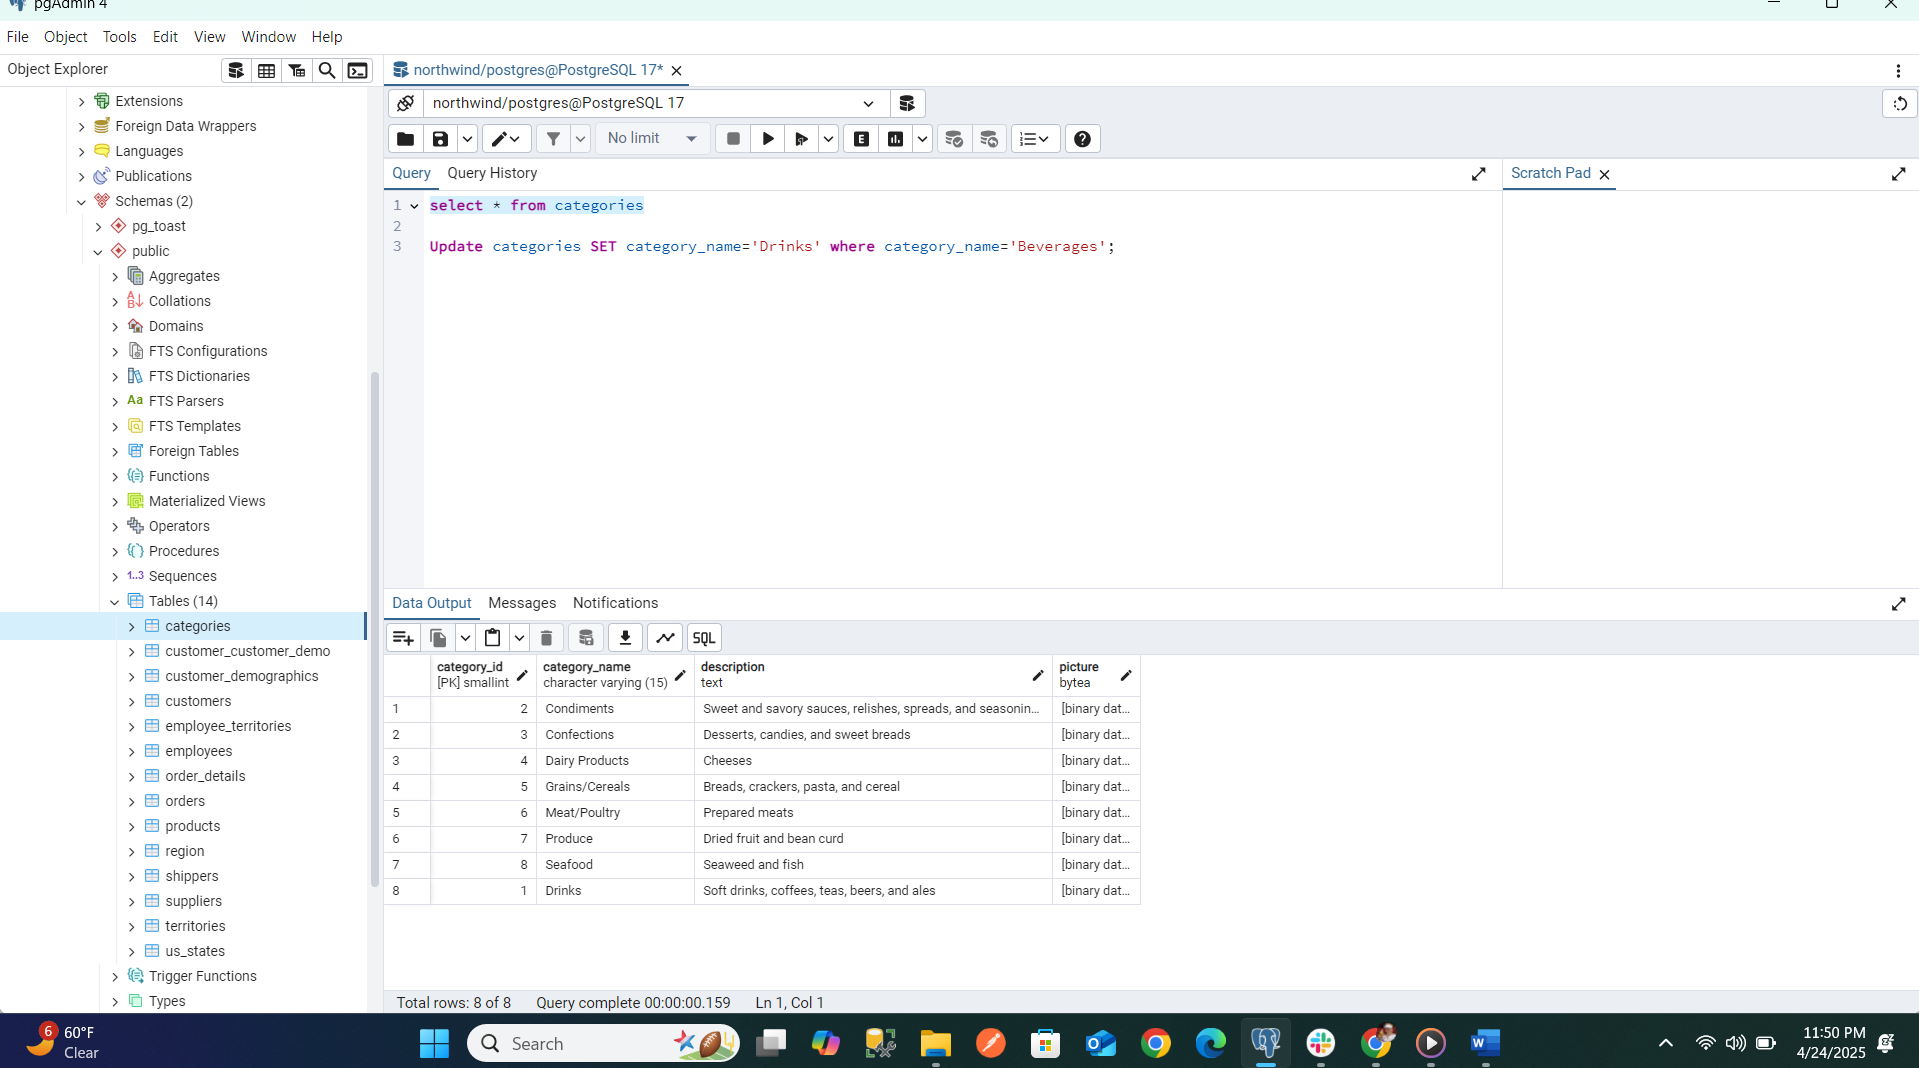 pgAdmin 4
File Object Tools Edit View Window Help
Object Explorer
northwind/postgres@PostgreSQL 17*
northwind/postgres@PostgreSQL 17
No limit
E
Query Query History
Scratch Pad
1 select * from categories
2
3 Update categories SET category_name='Drinks' where category_name='Beverages';
Extensions
Foreign Data Wrappers
Languages
Publications
Schemas (2)
pg_toast
public
Aggregates
Collations
Domains
FTS Configurations
FTS Dictionaries
Aa FTS Parsers
FTS Templates
Foreign Tables
Functions
Materialized Views
Operators
Procedures
1..3 Sequences
Tables (14)
categories
customer_customer_demo
customer_demographics
customers
employee_territories
employees
order_details
orders
products
region
shippers
suppliers
territories
us_states
Trigger Functions
Types
Data Output Messages Notifications
SQL
category_id category_name description picture
[PK] smallint character varying (15) text bytea
1 2 Condiments Sweet and savory sauces, relishes, spreads, and seasonin... [binary dat...
2 3 Confections Desserts, candies, and sweet breads [binary dat...
3 4 Dairy Products Cheeses [binary dat...
4 5 Grains/Cereals Breads, crackers, pasta, and cereal [binary dat...
5 6 Meat/Poultry Prepared meats [binary dat...
6 7 Produce Dried fruit and bean curd [binary dat...
7 8 Seafood Seaweed and fish [binary dat...
8 1 Drinks Soft drinks, coffees, teas, beers, and ales [binary dat...
Total rows: 8 of 8 Query complete 00:00:00.159 Ln 1, Col 1
6
60°F
Clear
Search
11:50 PM
4/24/2025